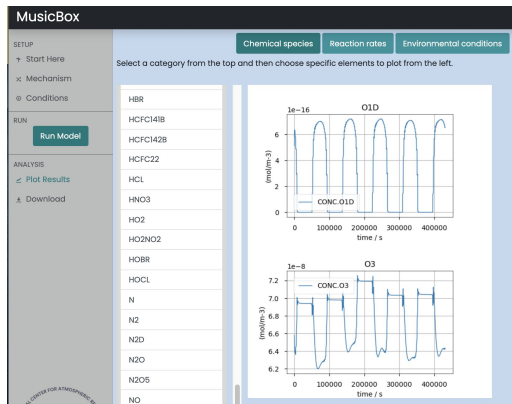 MusicBox
SETUP
Start Here
Mechanism
Conditions
RUN
Run Model
ANALYSIS
Plot Results
Download
Chemical species
Reaction rates
Environmental conditions
Select a category from the top and then choose specific elements to plot from the left.
HBR
HCFC141B
HCFC142B
HCFC22
HCL
HNO3
HO2
HO2NO2
HOBR
HOCL
N
N2
N2D
N2O
N2O5
NO
1e−16
O1D
6
4
2
0
(mol/m-3)
CONC.O1D
0 100000 200000 300000 400000
time / s
1e−8
O3
7.2
7.0
6.8
6.6
6.4
6.2
(mol/m-3)
CONC.O3
0 100000 200000 300000 400000
time / s
CENTER FOR ATMOSPHERIC